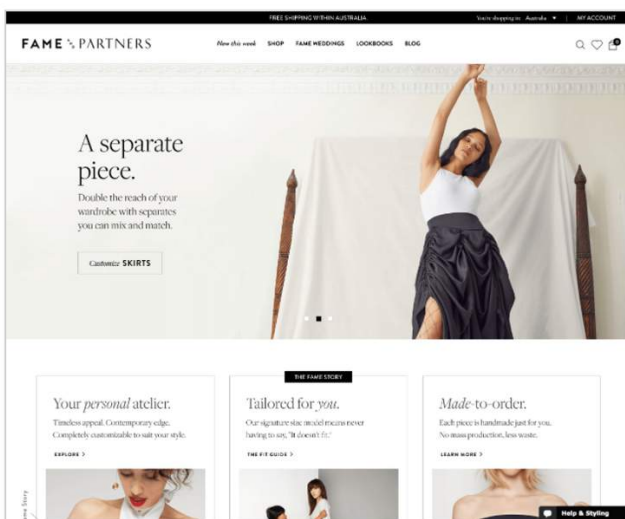 FREE SHIPPING WITHIN AUSTRALIA
You're shopping in: Australia
MY ACCOUNT
FAME & PARTNERS
New this week
SHOP
FAME WEDDINGS
LOOKBOOKS
BLOG
0
A separate
piece.
Double the reach of your
wardrobe with separates
you can mix and match.
Customize SKIRTS
THE FAME STORY
Your personal atelier.
Timeless appeal. Contemporary edge.
Completely customizable to suit your style.
EXPLORE >
Tailored for you.
Our signature size model means never
having to say, "It doesn't fit."
THE FIT GUIDE >
Made-to-order.
Each piece is handmade just for you.
No mass production, less waste.
LEARN MORE >
Story
Help & Styling